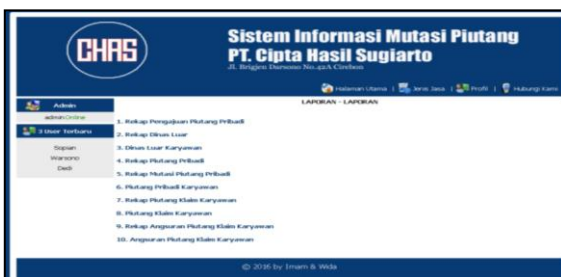 CHAS
Sistem Informasi Mutasi Piutang
PT. Cipta Hasil Sugiarto
Jl. Brigjen Darsono No.42A Cirebon
Halaman Utama | Jenis Jasa | Profil | Hubungi Kami
Admin
admin Online
3 User Terbaru
Sopian
Warsono
Dedi
LAPORAN - LAPORAN
1. Rekap Pengajuan Piutang Pribadi
2. Rekap Dinas Luar
3. Dinas Luar Karyawan
4. Rekap Piutang Pribadi
5. Rekap Mutasi Piutang Pribadi
6. Piutang Pribadi Karyawan
7. Rekap Piutang Klaim Karyawan
8. Piutang Klaim Karyawan
9. Rekap Angsuran Piutang Klaim Karyawan
10. Angsuran Piutang Klaim Karyawan
© 2016 by Imam & Wida